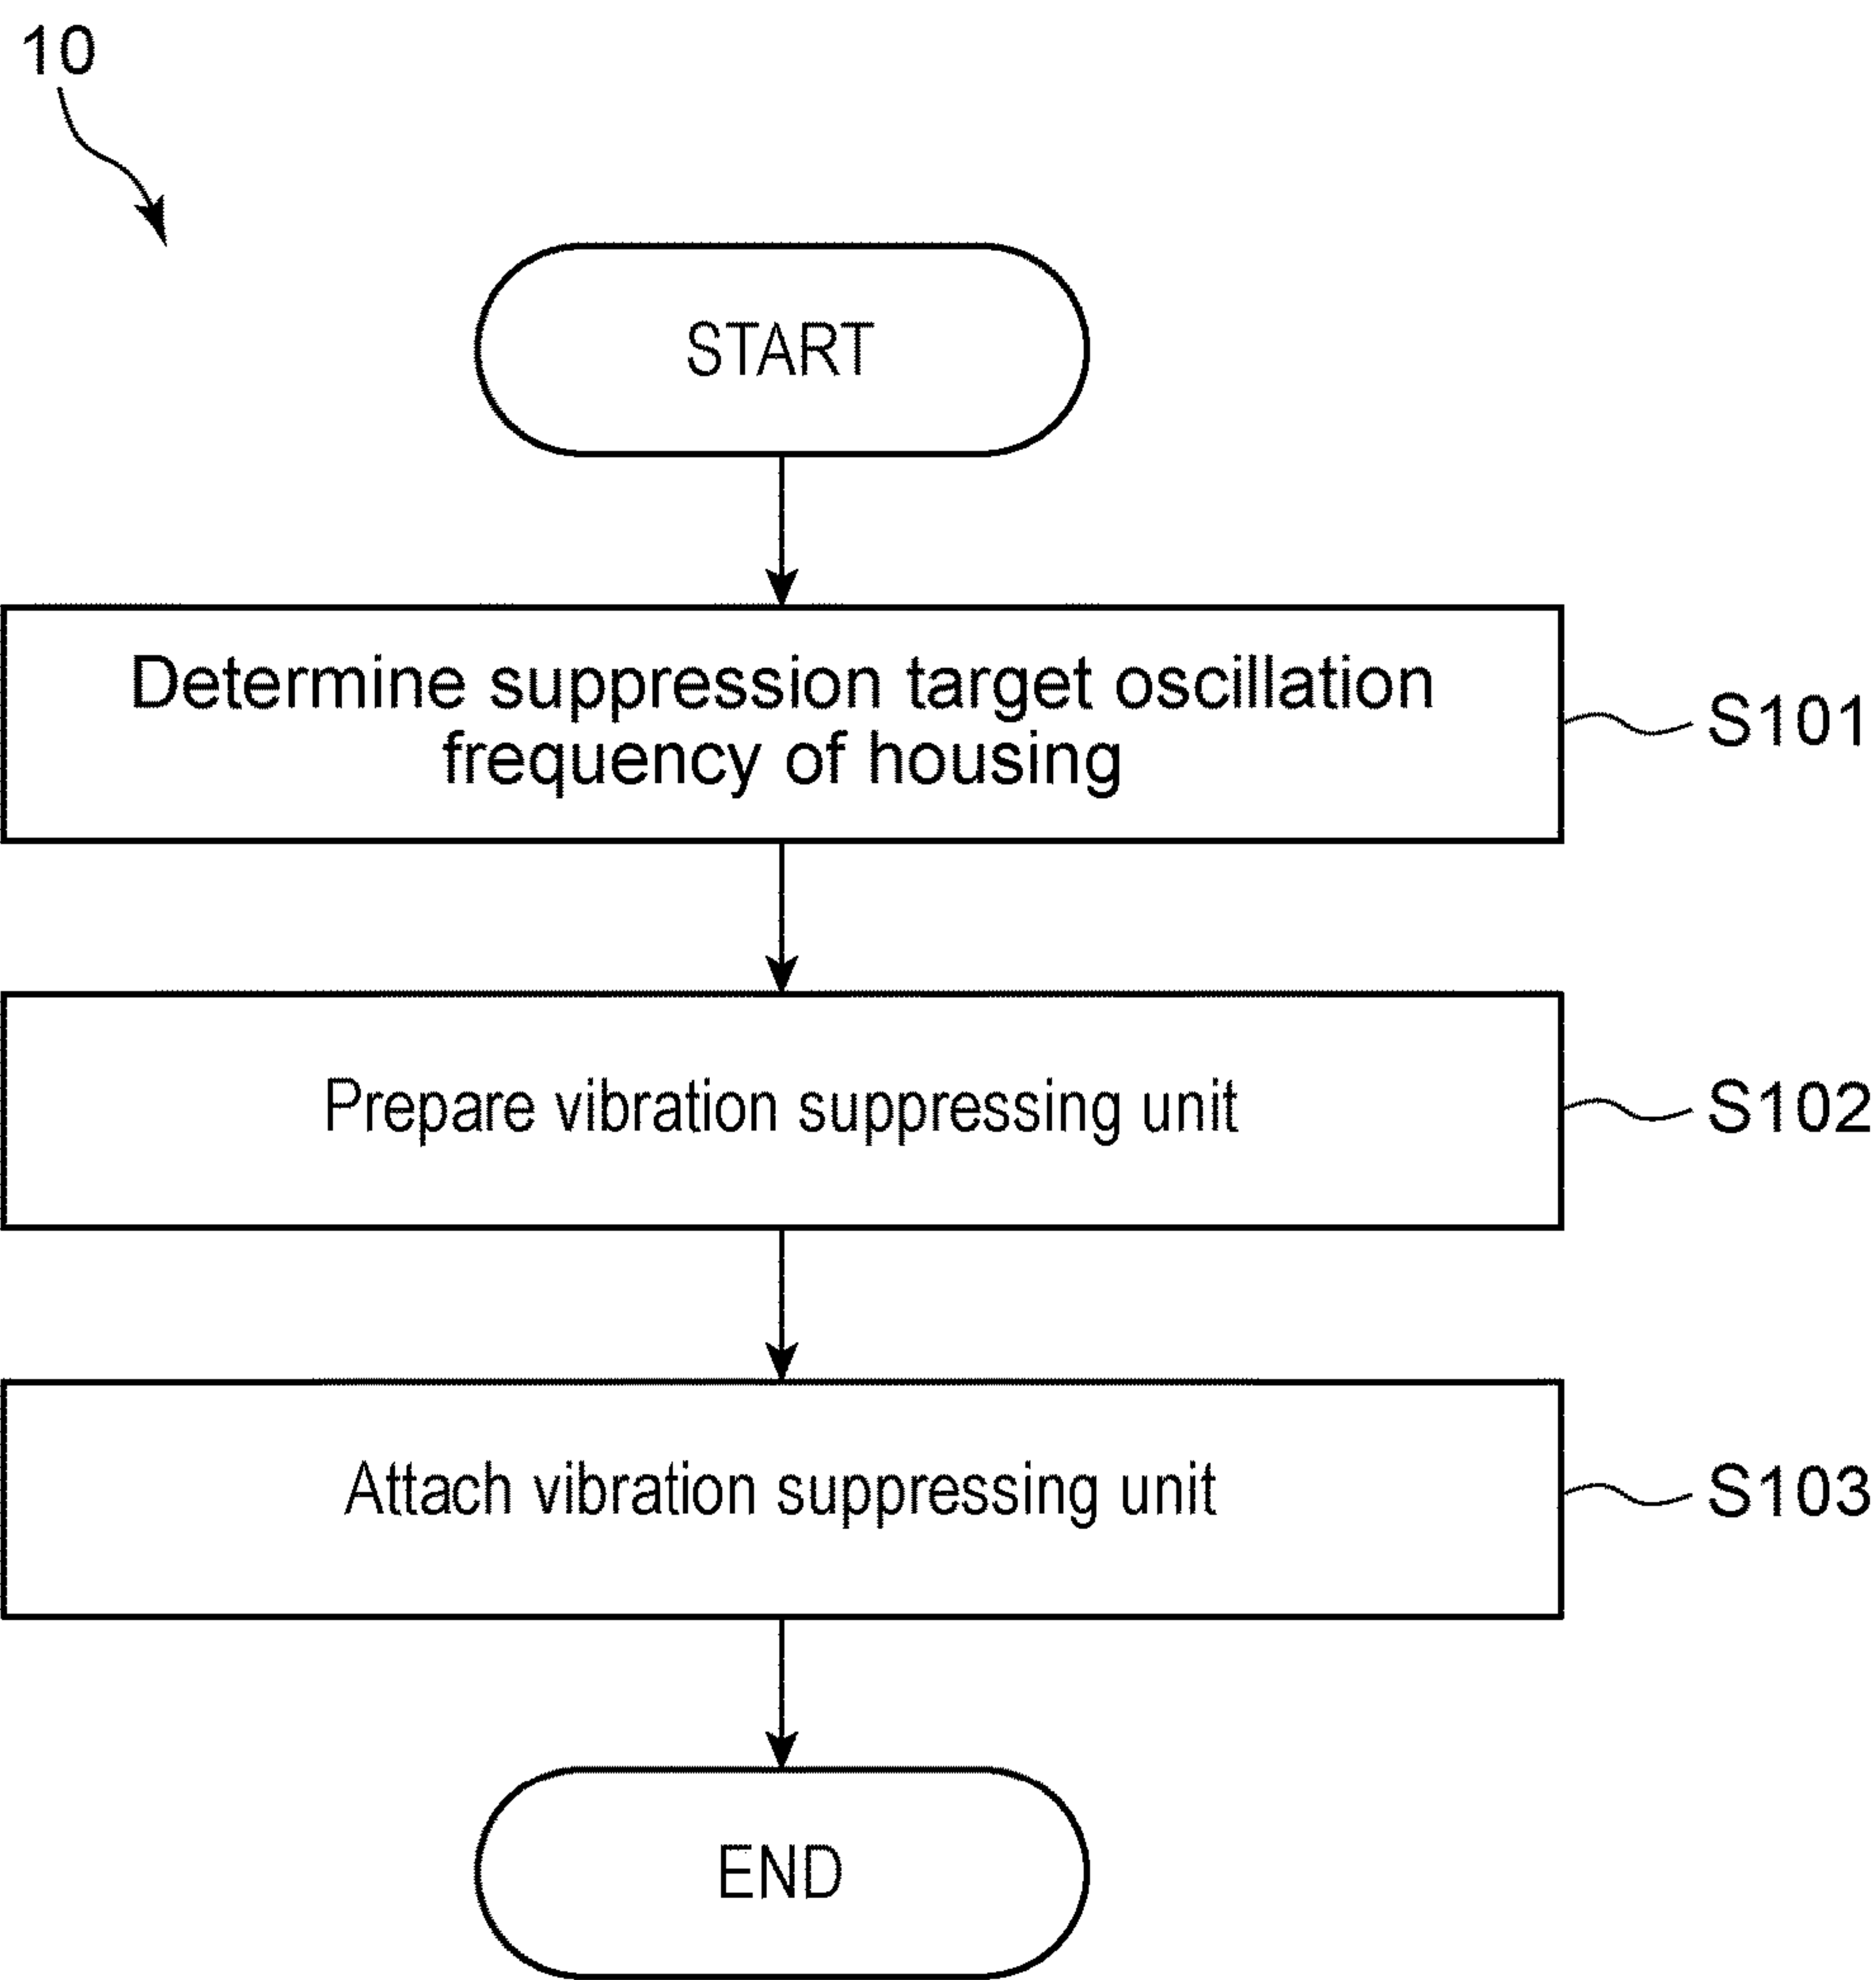 10
START
Determine suppression target oscillation
frequency of housing
S101
Prepare vibration suppressing unit
S102
Attach vibration suppressing unit
S103
END